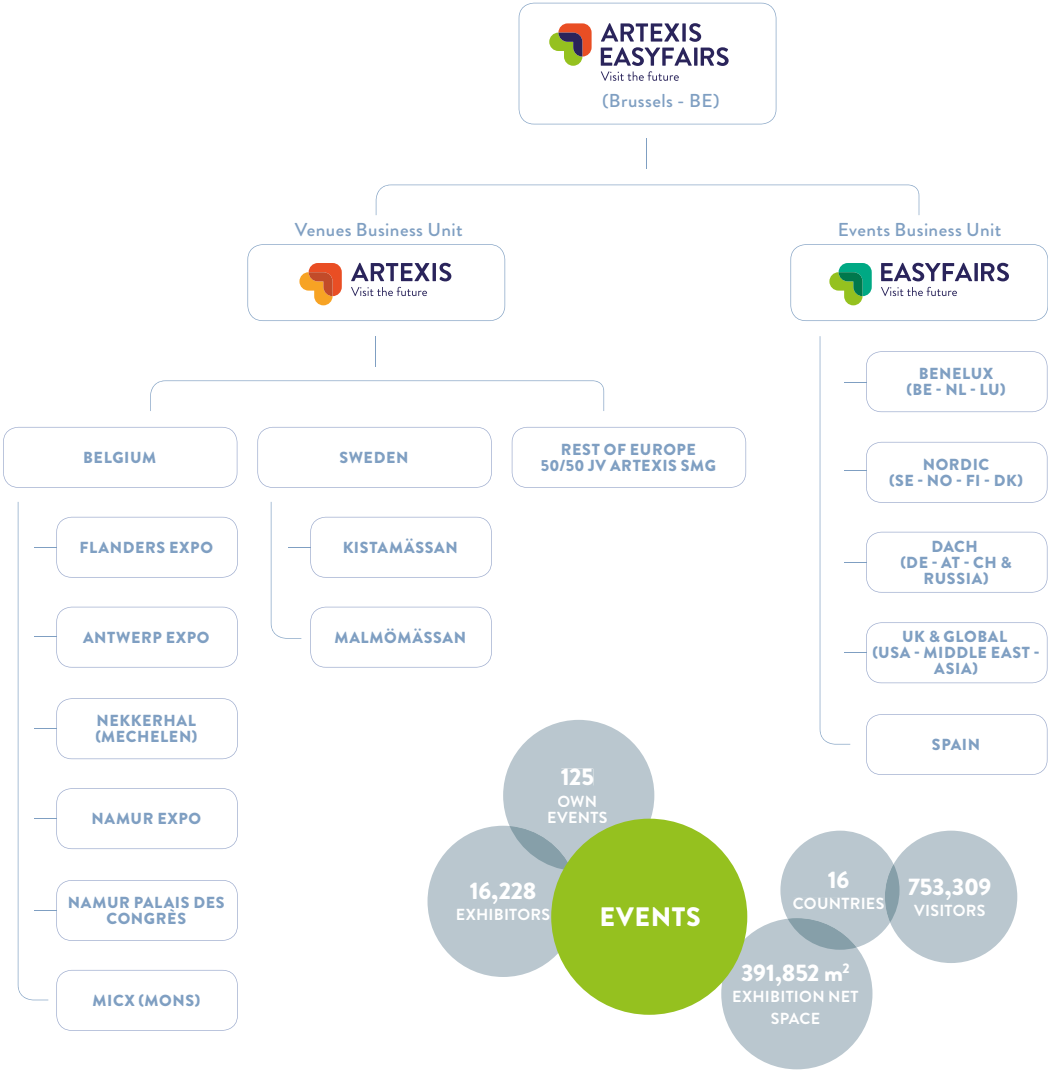 ARTEXIS
EASYFAIRS
Visit the future
(Brussels - BE)
Venues Business Unit
ARTEXIS
Visit the future
Events Business Unit
EASYFAIRS
Visit the future
BELGIUM
FLANDERS EXPO
ANTWERP EXPO
NEKKERHAL
(MECHELEN)
NAMUR EXPO
NAMUR PALAIS DES
CONGRÈS
MICX (MONS)
SWEDEN
KISTAMÄSSAN
MALMÖMÄSSAN
REST OF EUROPE
50/50 JV ARTEXIS SMG
BENELUX
(BE - NL - LU)
NORDIC
(SE - NO - FI - DK)
DACH
(DE - AT - CH &
RUSSIA)
UK & GLOBAL
(USA - MIDDLE EAST -
ASIA)
SPAIN
125
OWN
EVENTS
16,228
EXHIBITORS
EVENTS
16
COUNTRIES
753,309
VISITORS
391,852 m²
EXHIBITION NET
SPACE